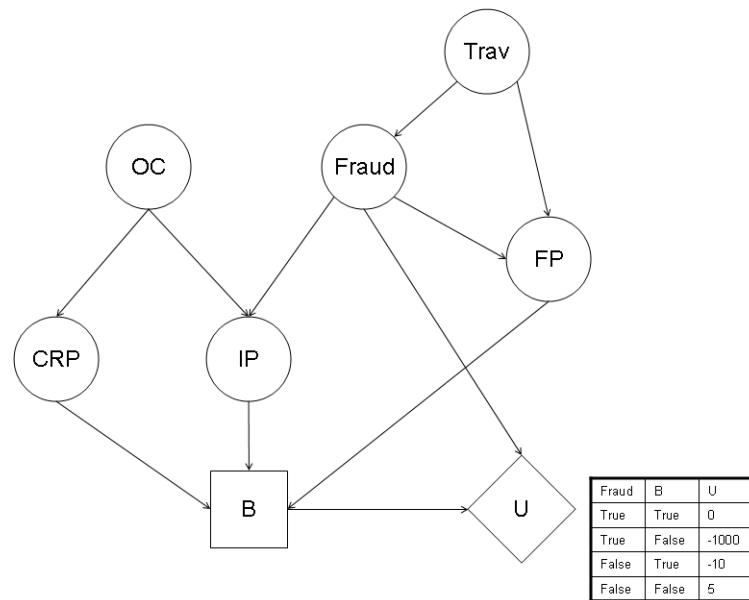 Trav
OC
Fraud
FP
CRP
IP
B
U
Fraud B U
True True 0
True False -1000
False True -10
False False 5